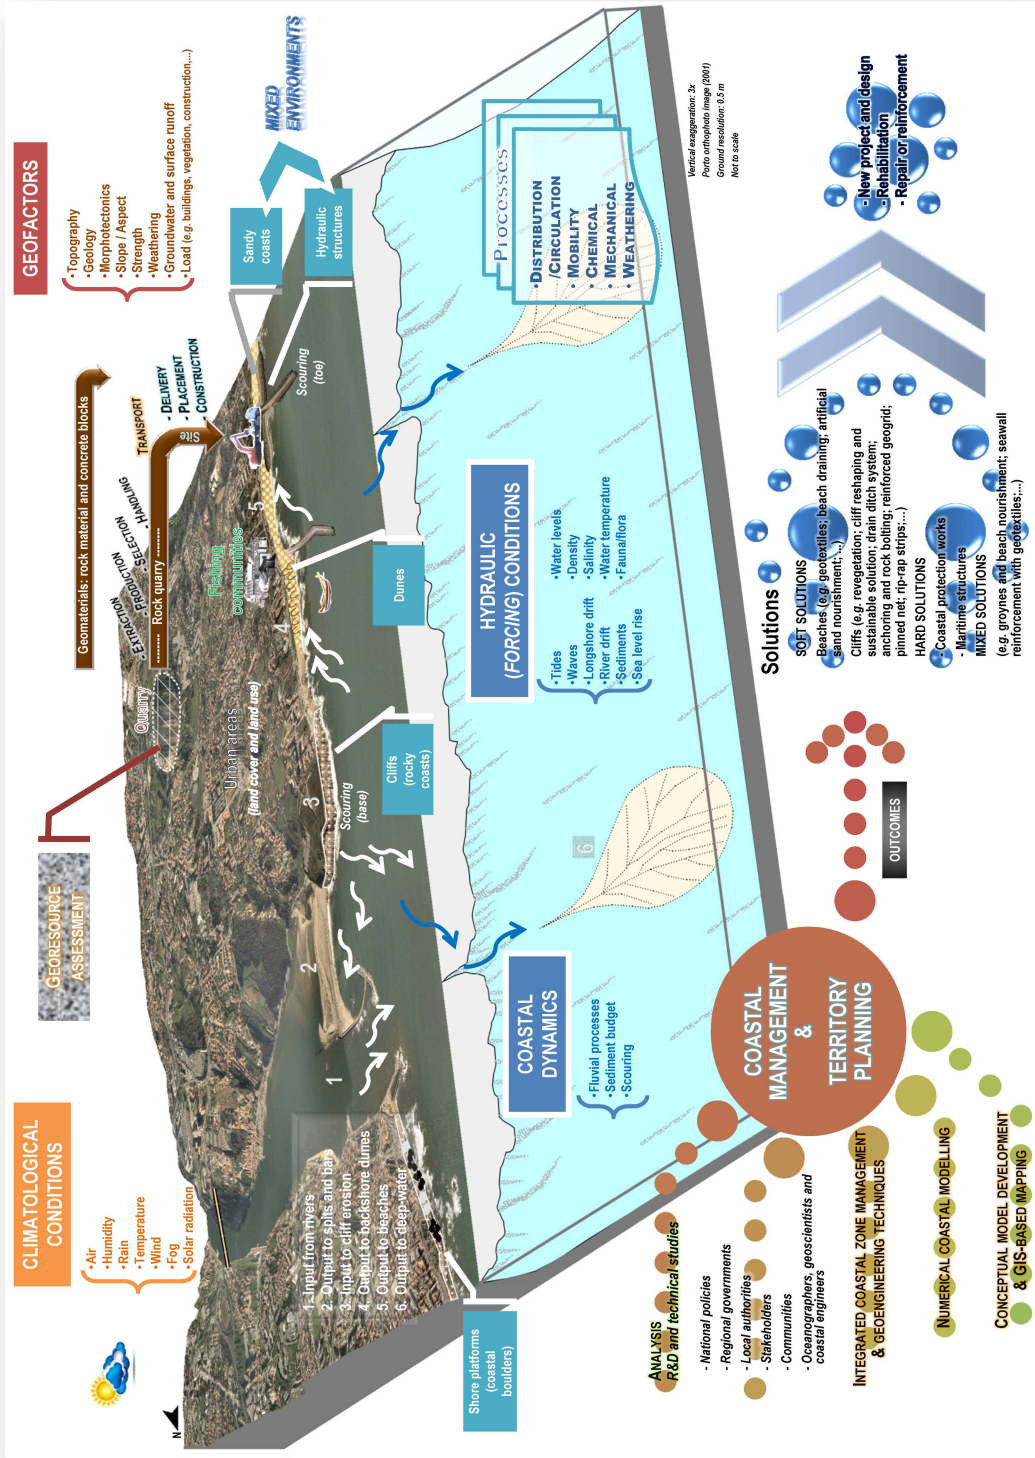 CLIMATOLOGICAL
CONDITIONS
•Air
•Humidity
•Rain
•Temperature
•Wind
•Fog
•Solar radiation
N
GEORESOURCE
ASSESSMENT
Quarry
Geomaterials: rock material and concrete blocks
EXTRACTION
- PRODUCTION
- SELECTION
- HANDLING
Rock quarry
Site
TRANSPORT
- DELIVERY
- PLACEMENT
- CONSTRUCTION
GEOFACTORS
•Topography
•Geology
•Morphotectonics
•Slope / Aspect
•Strength
•Weathering
•Groundwater and surface runoff
•Load (e.g. buildings, vegetation, construction,...)
MIXED
ENVIRONMENTS
Sandy
coasts
Hydraulic
structures
Urban areas
(land cover and land use)
Fishing
communities
1
2
3
4
5
6
Scouring
(base)
Scouring
(toe)
1. Input from rivers
2. Output to spits and bars
3. Input to cliff erosion
4. Output to backshore dunes
5. Output to beaches
6. Output to deep water
Shore platforms
(coastal
boulders)
Cliffs
(rocky
coasts)
Dunes
COASTAL
DYNAMICS
•Fluvial processes
•Sediment budget
•Scouring
HYDRAULIC
(FORCING) CONDITIONS
•Tides
•Waves
•Longshore drift
•River drift
•Sediments
•Sea level rise
•Water levels
•Density
•Salinity
•Water temperature
•Fauna/flora
Processes
•DISTRIBUTION
/CIRCULATION
•MOBILITY
•CHEMICAL
•MECHANICAL
•WEATHERING
Vertical exaggeration: 3x
Porto orthophoto image (2001)
Ground resolution: 0.5 m
Not to scale
ANALYSIS
R&D and technical studies
- National policies
- Regional governments
- Local authorities
- Stakeholders
- Communities
- Oceanographers, geoscientists and
coastal engineers
INTEGRATED COASTAL ZONE MANAGEMENT
& GEOENGINEERING TECHNIQUES
NUMERICAL COASTAL MODELLING
CONCEPTUAL MODEL DEVELOPMENT
& GIS-BASED MAPPING
COASTAL
MANAGEMENT
&
TERRITORY
PLANNING
OUTCOMES
Solutions
SOFT SOLUTIONS
Beaches (e.g. geotextiles; beach draining; artificial
sand nourishment;...)
Cliffs (e.g. revegetation; cliff reshaping and
sustainable solution; drain ditch system;
anchoring and rock bolting; reinforced geogrid;
pinned net; rip-rap strips;...)
HARD SOLUTIONS
- Coastal protection works
- Maritime structures
MIXED SOLUTIONS
(e.g. groynes and beach nourishment; seawall
reinforcement with geotextiles;...)
- New project and design
- Rehabilitation
- Repair or reinforcement